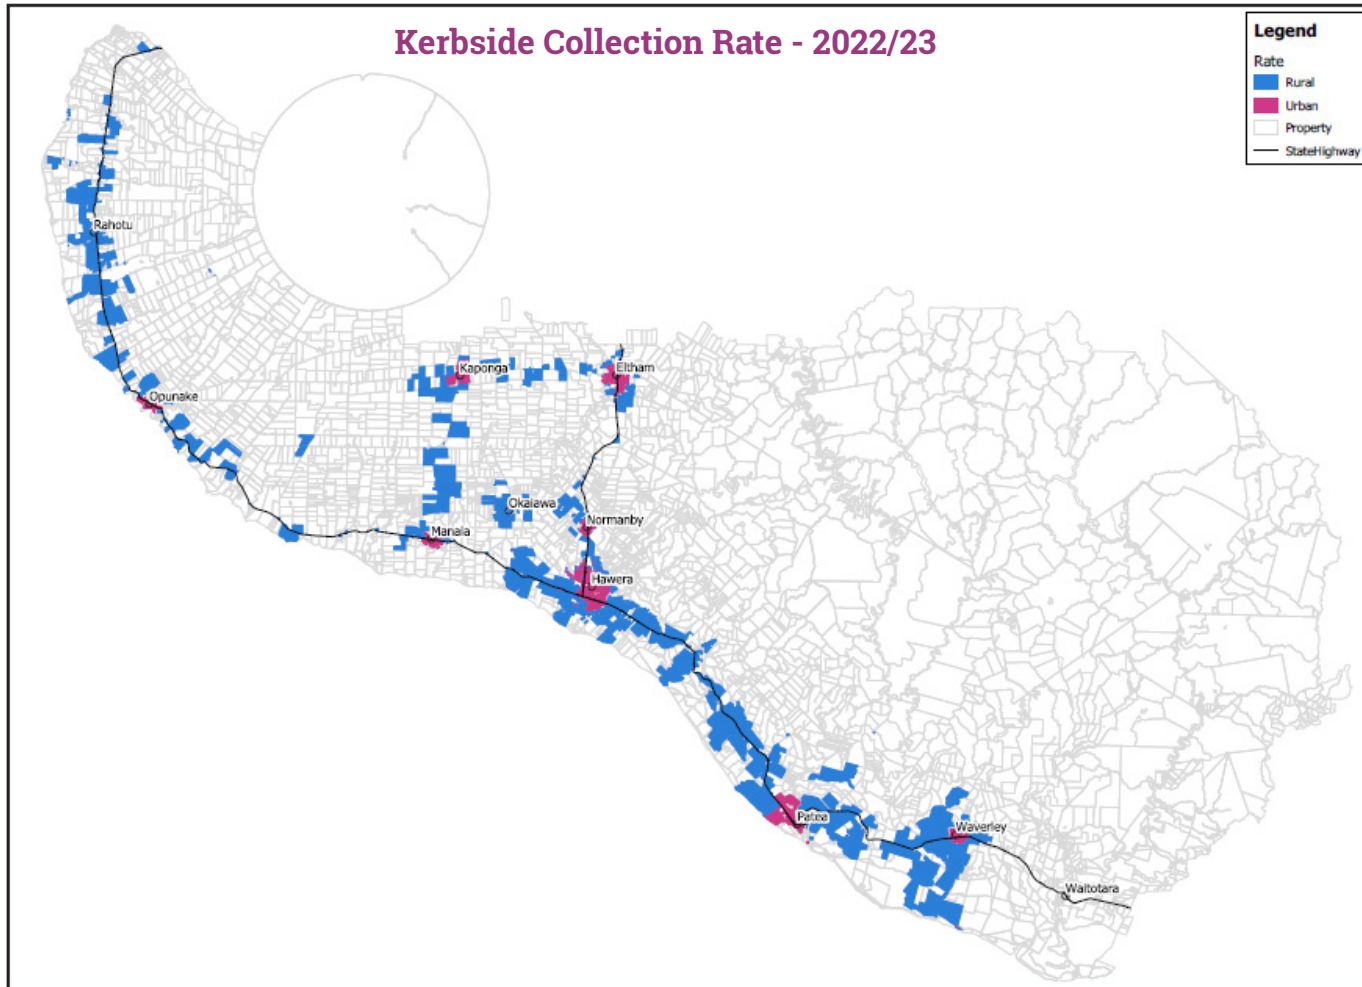 Kerbside Collection Rate - 2022/23
Legend
Rate
Rural
Urban
Property
StateHighway
Rahotu
Kaponga
Eltham
Opunake
Okaiawa
Normanby
Manaia
Hawera
Patea
Waverley
Waitotara